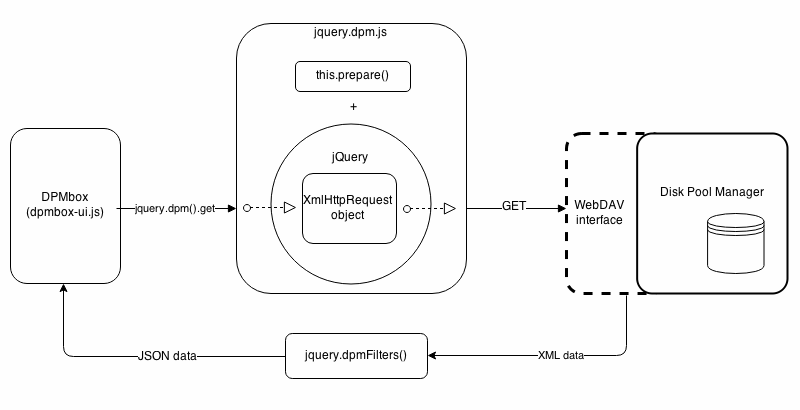 jquery.dpm.js
this.prepare()
+
jQuery
DPMbox
(dpmbox-ui.js)
jquery.dpm().get
XmlHttpRequest
object
GET
WebDAV
interface
Disk Pool Manager
JSON data
jquery.dpmFilters()
XML data